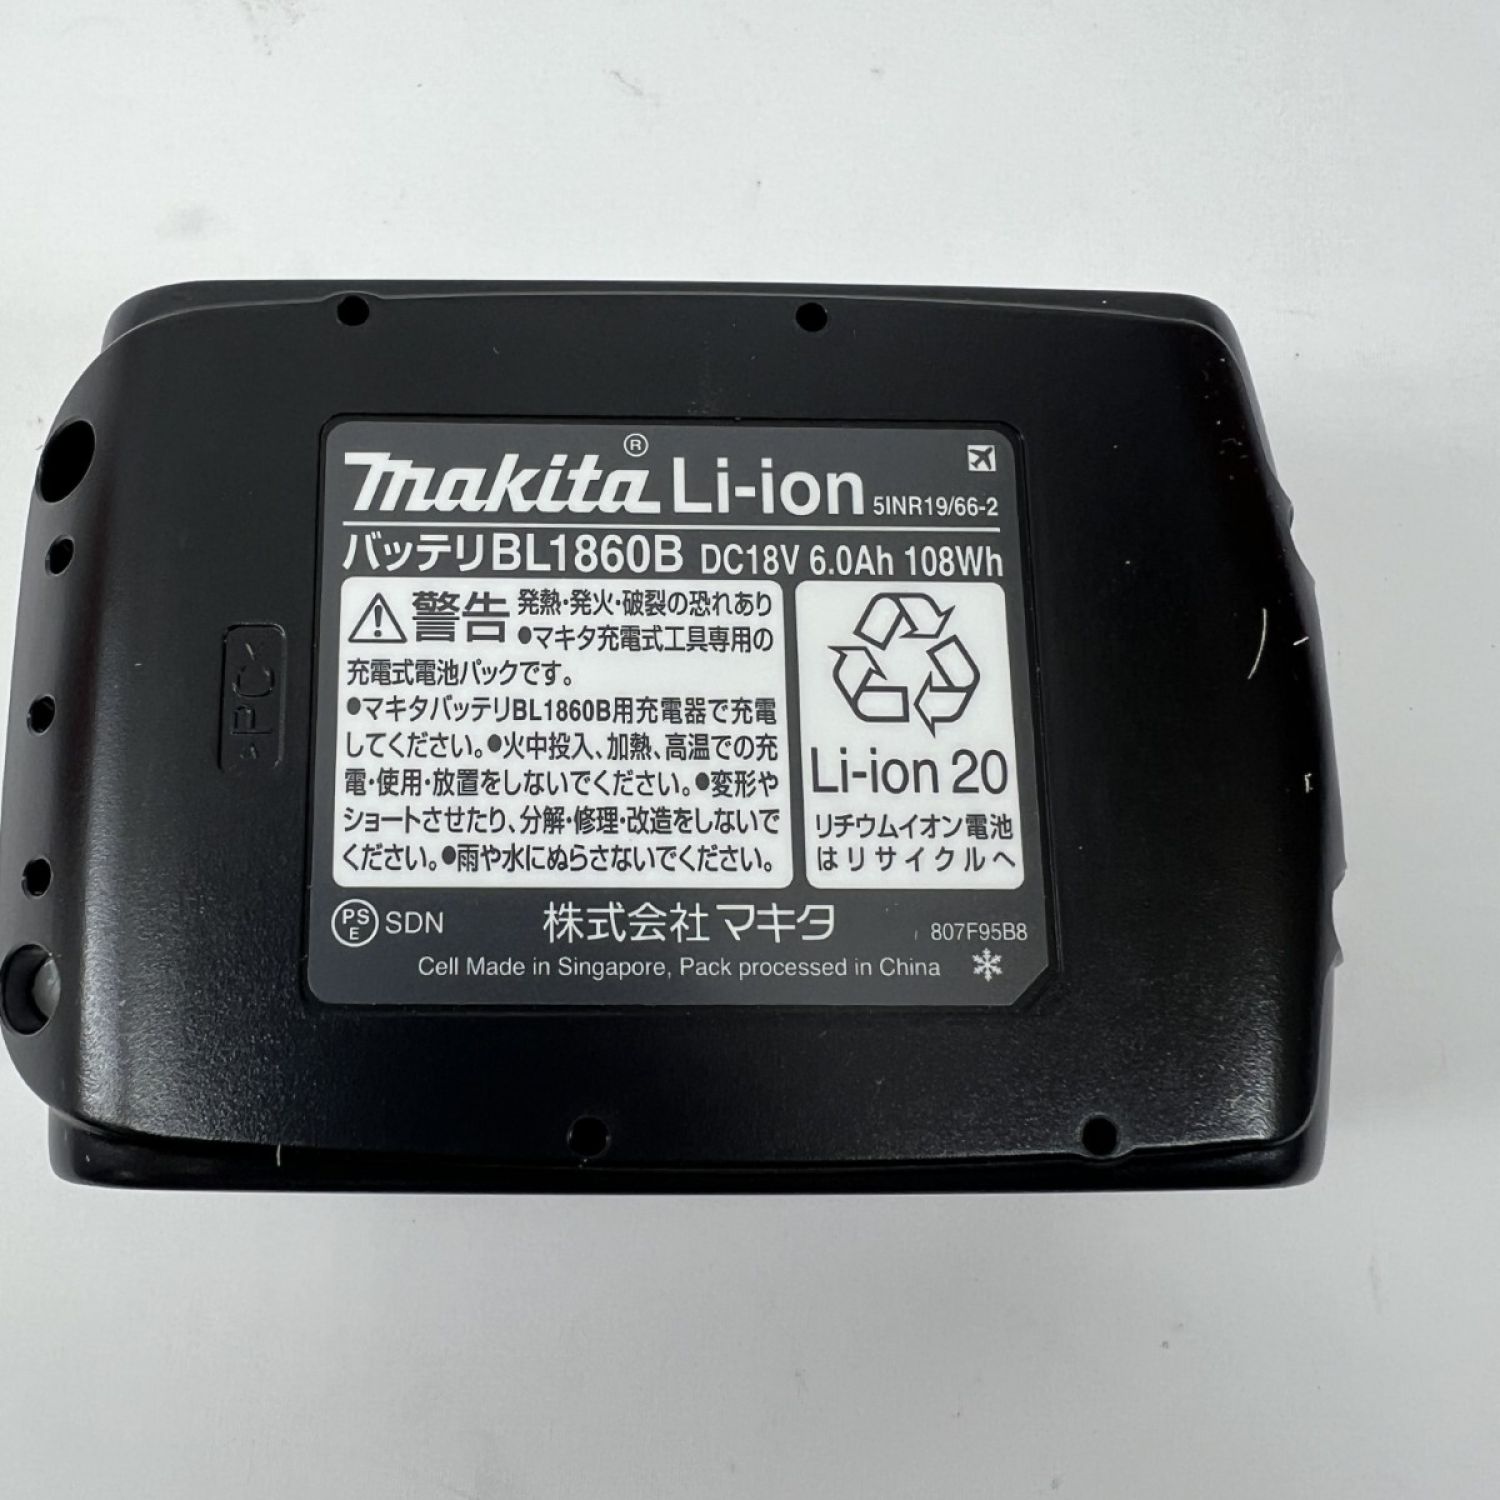 makita® Li-ion 5INR19/66-2
バッテリBL1860B DC18V 6.0Ah 108Wh
警告 発熱・発火・破裂の恐れあり
●マキタ充電式工具専用の
充電式電池パックです。
●マキタバッテリBL1860B用充電器で充電
してください。●火中投入、加熱、高温での充
電・使用・放置をしないでください。●変形や
ショートさせたり、分解・修理・改造をしないで
ください。●雨や水にぬらさないでください。
Li-ion 20
リチウムイオン電池
はリサイクルへ
PS
E
SDN 株式会社マキタ 807F95B8
Cell Made in Singapore, Pack processed in China
PC